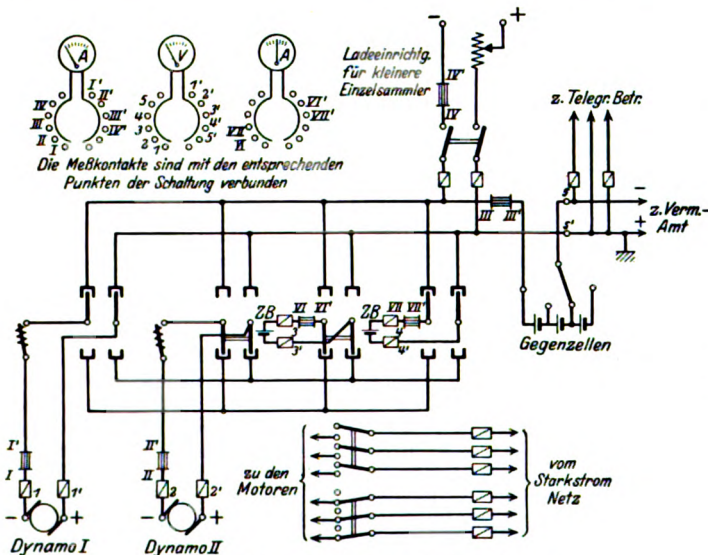 A V A
I' II' III' IV'
IV III II I
5 4 3 2 1
1' 2' 3' 4' 5'
VI' VII'
VII VI
Die Meßkontakte sind mit den entsprechenden
Punkten der Schaltung verbunden
Ladeeinrichtg.
für kleinere
Einzelsammler
- +
IV'
IV
z. Telegr. Betr.
III III'
5
5'
-
z. Verm.-
+
Amt
ZB VI VI' 3'
ZB VII VII' 4 4'
Gegenzellen
I'
I
1 1'
- +
Dynamo I
II'
II
2 2'
- +
Dynamo II
zu den
Motoren
vom
Starkstrom
Netz